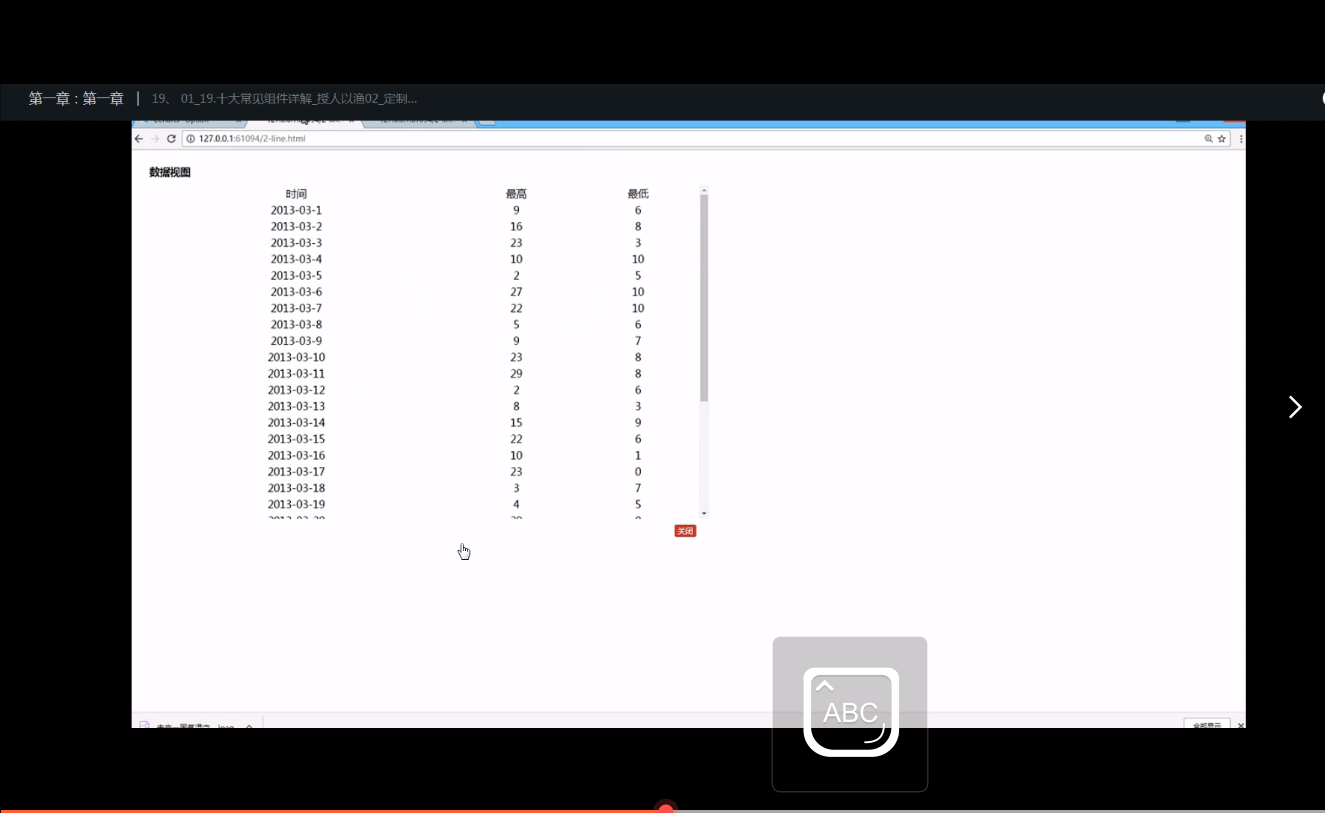 第一章：第一章 | 19、 01_19.十大常见组件详解_授人以渔02_定制...
127.0.0.1:61094/2-line.html
数据视图
时间 最高 最低
2013-03-1 9 6
2013-03-2 16 8
2013-03-3 23 3
2013-03-4 10 10
2013-03-5 2 5
2013-03-6 27 10
2013-03-7 22 10
2013-03-8 5 6
2013-03-9 9 7
2013-03-10 23 8
2013-03-11 29 8
2013-03-12 2 6
2013-03-13 8 3
2013-03-14 15 9
2013-03-15 22 6
2013-03-16 10 1
2013-03-17 23 0
2013-03-18 3 7
2013-03-19 4 5
关闭
ABC
全部显示